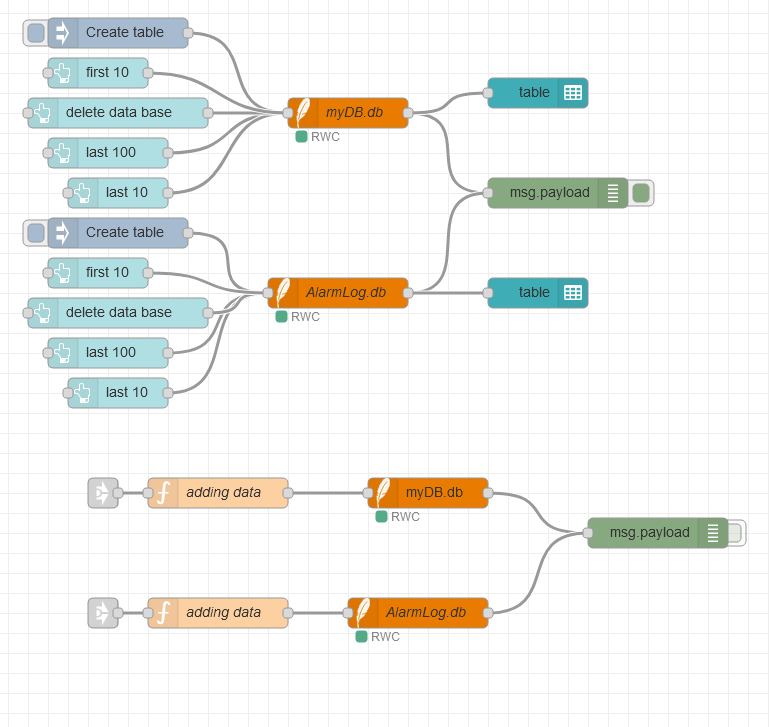 Create table
first 10
delete data base
last 100
last 10
myDB.db
RWC
table
msg.payload
Create table
first 10
delete data base
last 100
last 10
AlarmLog.db
RWC
table
adding data
myDB.db
RWC
msg.payload
adding data
AlarmLog.db
RWC